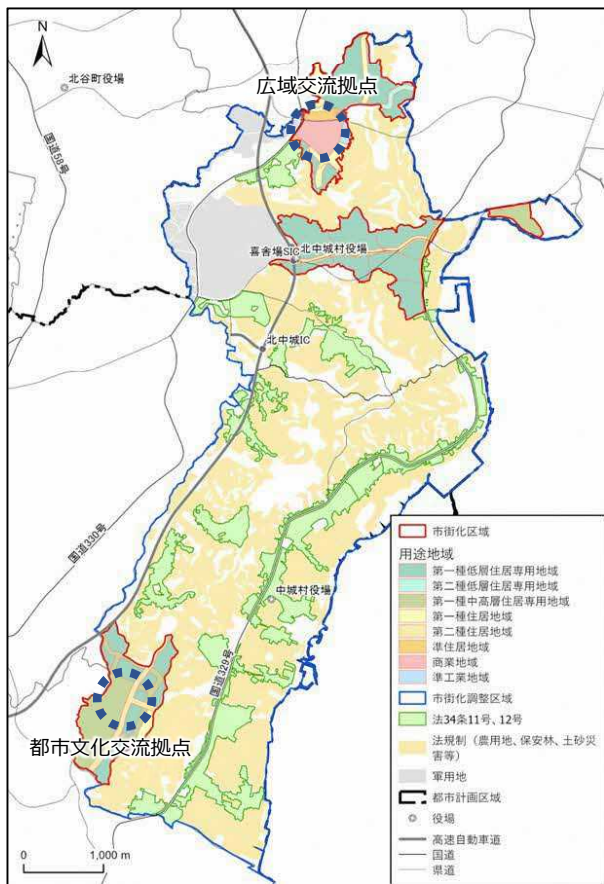 N
北谷町役場
国道58号
広域交流拠点
喜舎場SIC
北中城村役場
北中城IC
国道330号
中城村役場
国道329号
都市文化交流拠点
0 1,000 m
市街化区域
用途地域
第一種低層住居専用地域
第二種低層住居専用地域
第一種中高層住居専用地域
第一種住居地域
第二種住居地域
準住居地域
商業地域
準工業地域
市街化調整区域
法34条11号、12号
法規制（農用地、保安林、土砂災
害等）
軍用地
都市計画区域
役場
高速自動車道
国道
県道